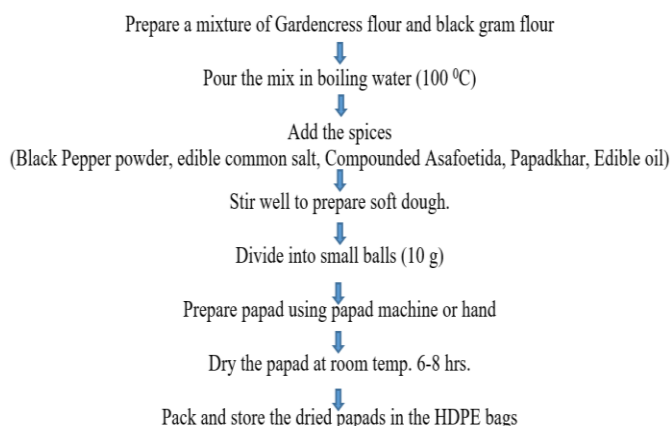 Prepare a mixture of Gardencress flour and black gram flour
Pour the mix in boiling water (100 ⁰C)
Add the spices
(Black Pepper powder, edible common salt, Compounded Asafoetida, Papadkhar, Edible oil)
Stir well to prepare soft dough.
Divide into small balls (10 g)
Prepare papad using papad machine or hand
Dry the papad at room temp. 6-8 hrs.
Pack and store the dried papads in the HDPE bags